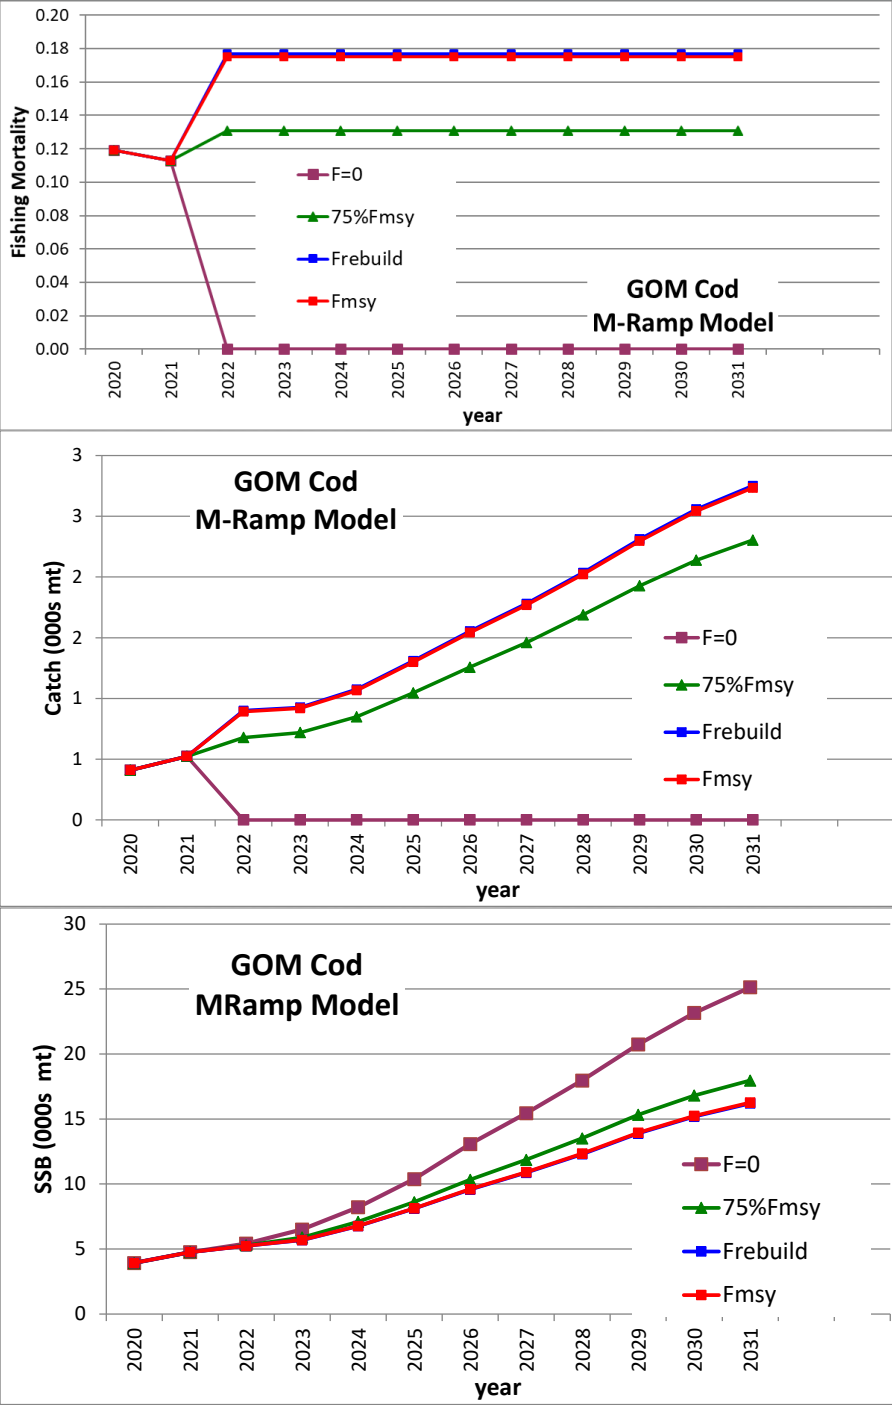 0.20
0.18
0.16
0.14
0.12
0.10
0.08
0.06
0.04
0.02
0.00
Fishing Mortality
F=0
75%Fmsy
Frebuild
Fmsy
GOM Cod
M-Ramp Model
2020
2021
2022
2023
2024
2025
2026
2027
2028
2029
2030
2031
year
3
3
2
2
1
1
0
Catch (000s mt)
GOM Cod
M-Ramp Model
F=0
75%Fmsy
Frebuild
Fmsy
2020
2021
2022
2023
2024
2025
2026
2027
2028
2029
2030
2031
year
30
25
20
15
10
5
0
SSB (000s mt)
GOM Cod
MRamp Model
F=0
75%Fmsy
Frebuild
Fmsy
2020
2021
2022
2023
2024
2025
2026
2027
2028
2029
2030
2031
year